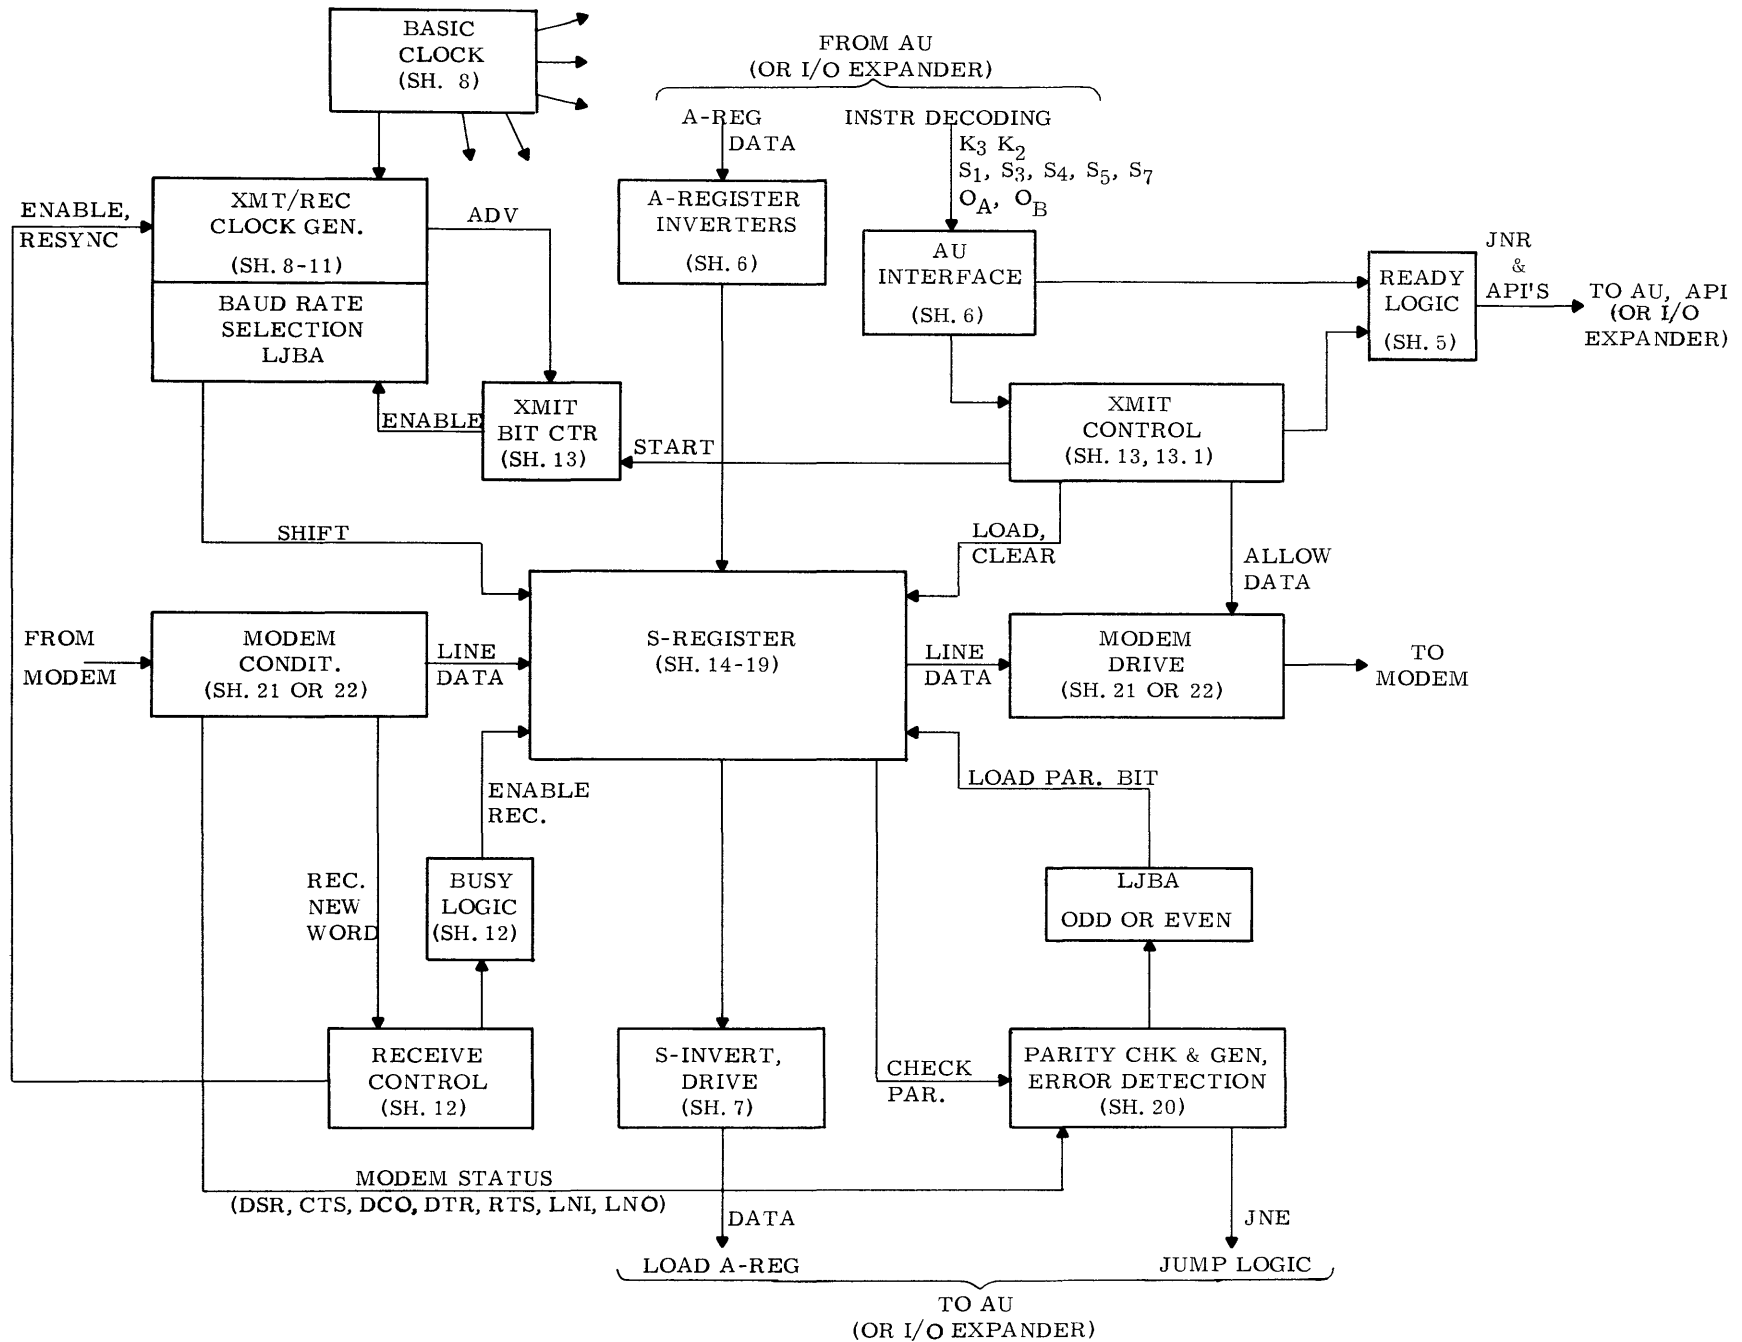 BASIC
CLOCK
(SH. 8)
FROM AU
(OR I/O EXPANDER)
A-REG
DATA
INSTR DECODING
K3 K2
S1, S3, S4, S5, S7
OA, OB
ENABLE,
RESYNC
XMT/REC
CLOCK GEN.
(SH. 8-11)
BAUD RATE
SELECTION
LJBA
ADV
A-REGISTER
INVERTERS
(SH. 6)
AU
INTERFACE
(SH. 6)
READY
LOGIC
(SH. 5)
JNR
&
API'S
TO AU, API
(OR I/O
EXPANDER)
ENABLE
XMIT
BIT CTR
(SH. 13)
START
XMIT
CONTROL
(SH. 13, 13. 1)
SHIFT
LOAD,
CLEAR
ALLOW
DATA
FROM
MODEM
MODEM
CONDIT.
(SH. 21 OR 22)
LINE
DATA
S-REGISTER
(SH. 14-19)
LINE
DATA
MODEM
DRIVE
(SH. 21 OR 22)
TO
MODEM
ENABLE
REC.
LOAD PAR. BIT
REC.
NEW
WORD
BUSY
LOGIC
(SH. 12)
LJBA
ODD OR EVEN
RECEIVE
CONTROL
(SH. 12)
S-INVERT,
DRIVE
(SH. 7)
CHECK
PAR.
PARITY CHK & GEN,
ERROR DETECTION
(SH. 20)
MODEM STATUS
(DSR, CTS, DCO, DTR, RTS, LNI, LNO)
DATA
JNE
LOAD A-REG
JUMP LOGIC
TO AU
(OR I/O EXPANDER)